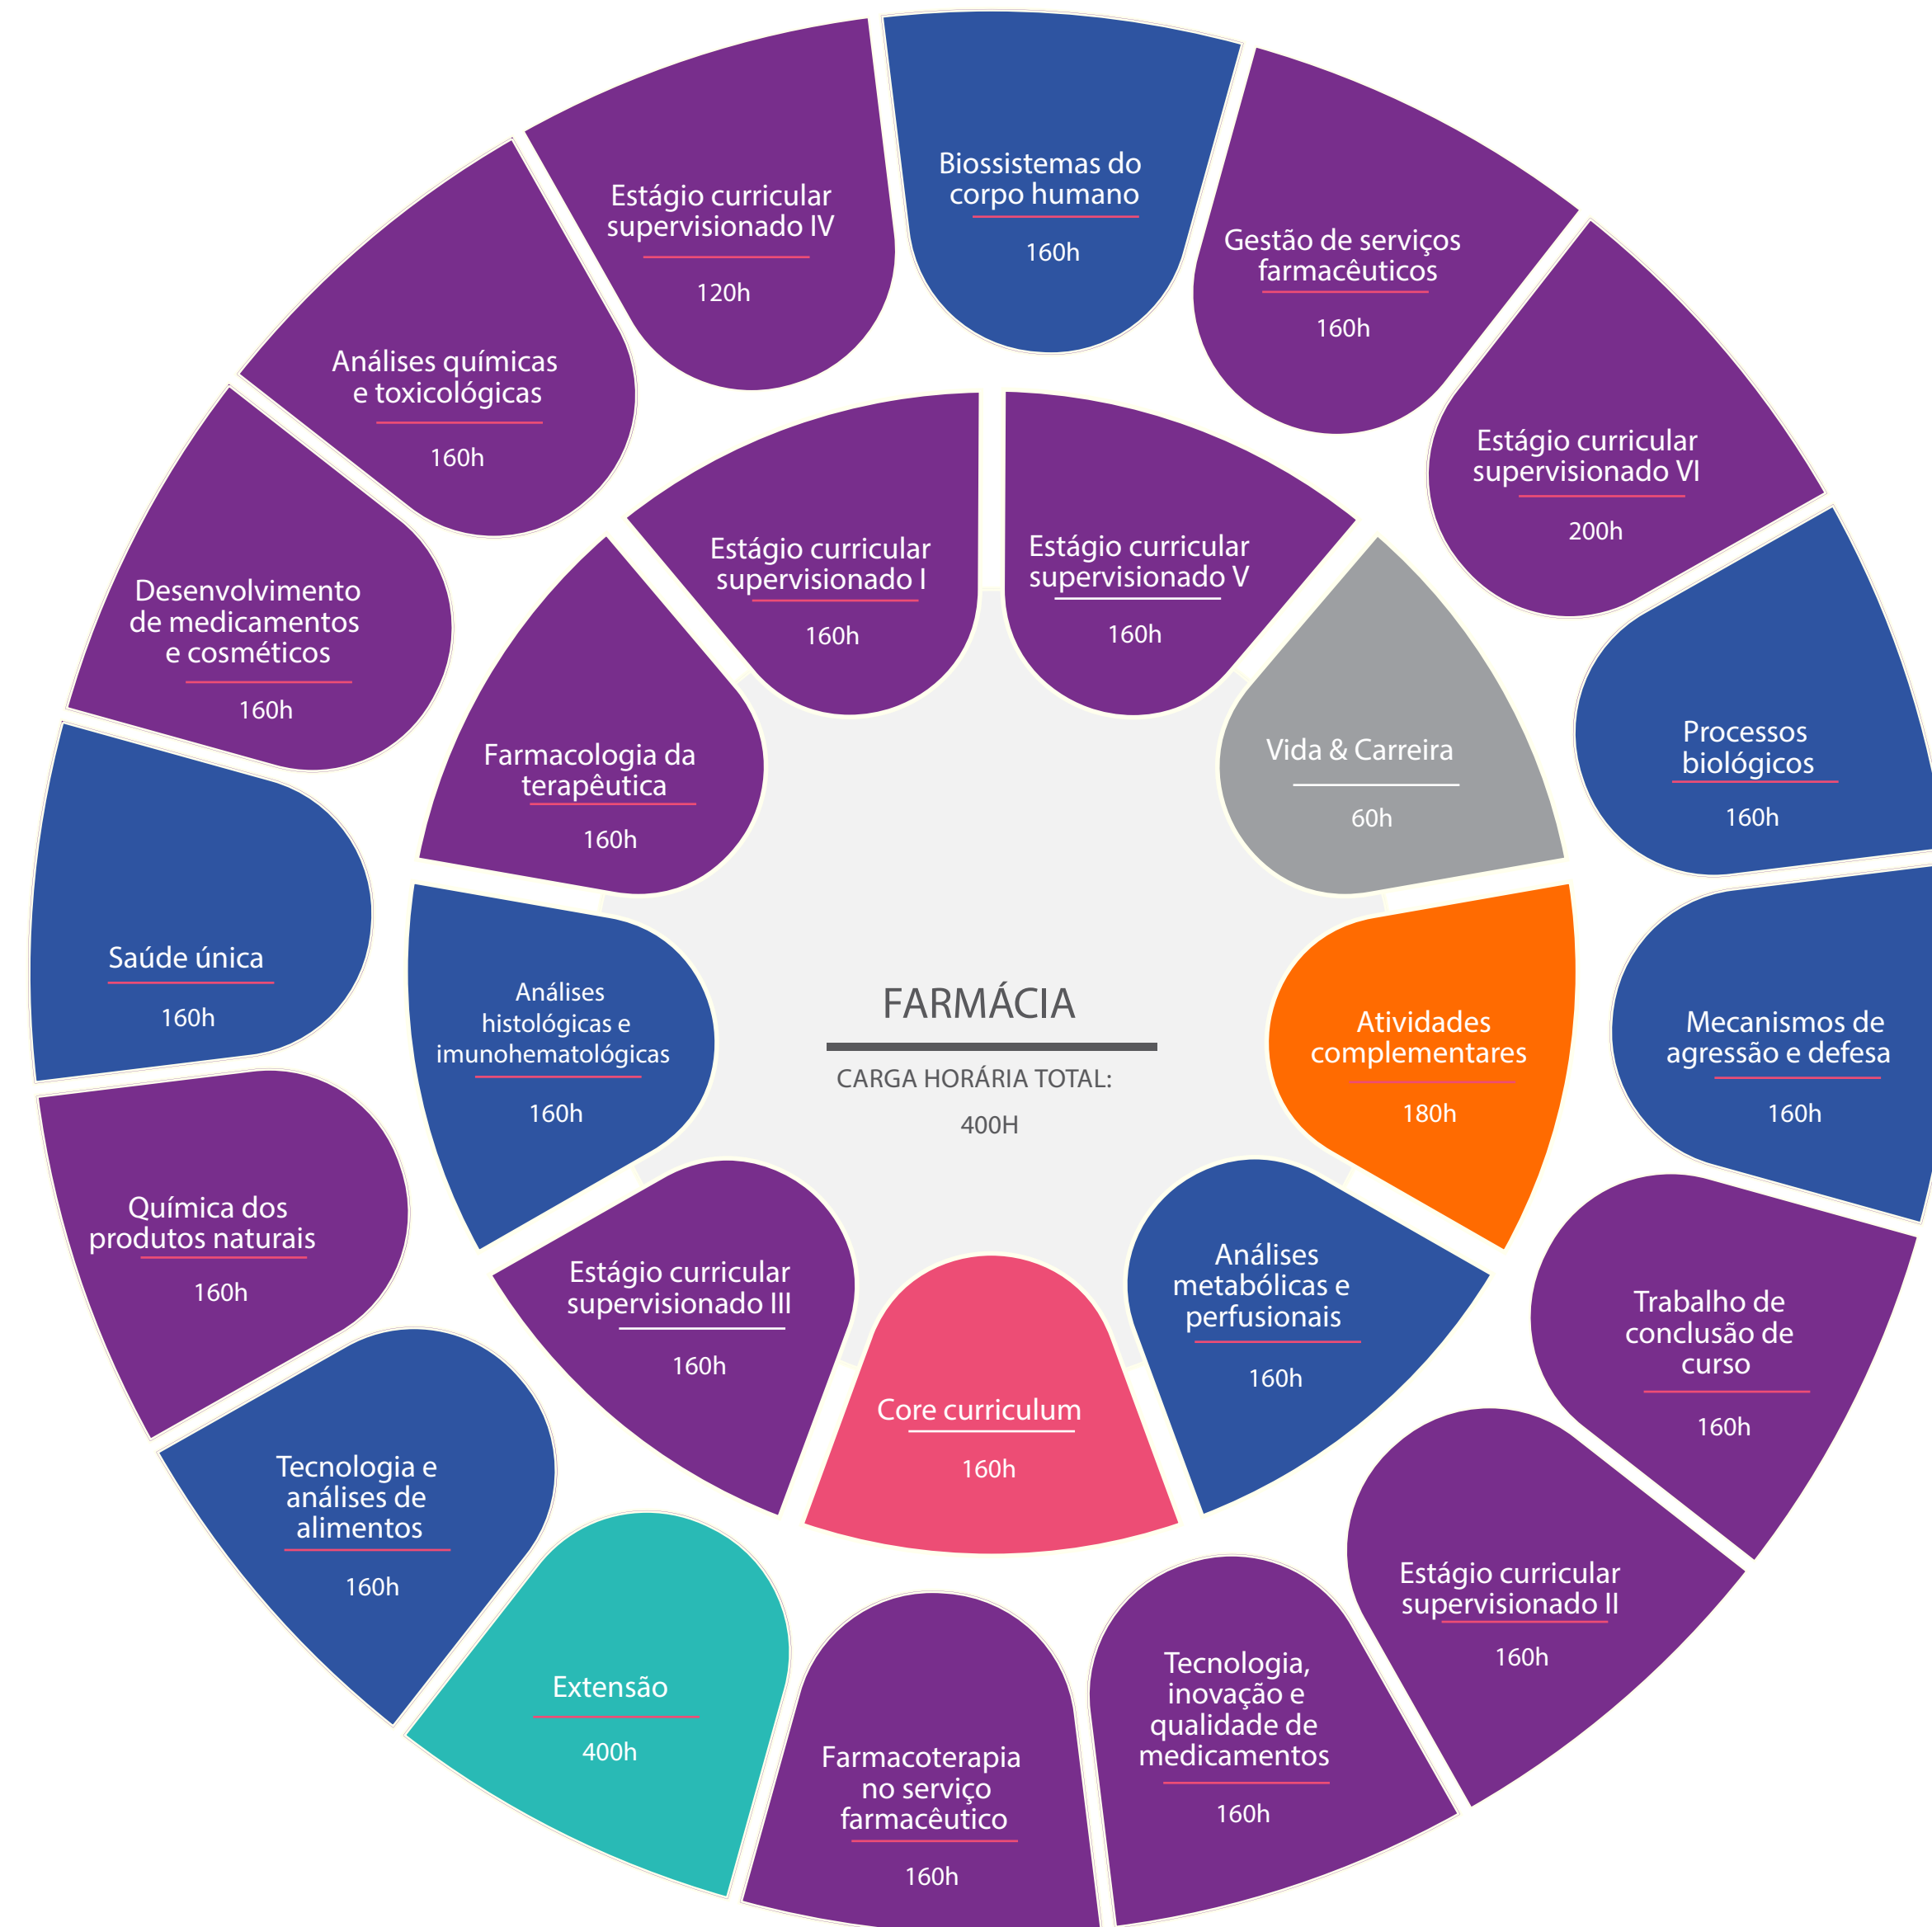 Biossistemas do
corpo humano
160h
Gestão de serviços
farmacêuticos
160h
Estágio curricular
supervisionado VI
200h
Processos
biológicos
160h
Mecanismos de
agressão e defesa
160h
Trabalho de
conclusão de
curso
160h
Estágio curricular
supervisionado II
160h
Tecnologia,
inovação e
qualidade de
medicamentos
160h
Farmacoterapia
no serviço
farmacêutico
160h
Extensão
400h
Tecnologia e
análises de
alimentos
160h
Química dos
produtos naturais
160h
Saúde única
160h
Desenvolvimento
de medicamentos
e cosméticos
160h
Análises químicas
e toxicológicas
160h
Estágio curricular
supervisionado IV
120h
Estágio curricular
supervisionado I
160h
Estágio curricular
supervisionado V
160h
Vida & Carreira
60h
Atividades
complementares
180h
Análises
metabólicas e
perfusionais
160h
Core curriculum
160h
Estágio curricular
supervisionado III
160h
Análises
histológicas e
imunohematológicas
160h
Farmacologia da
terapêutica
160h
FARMÁCIA
CARGA HORÁRIA TOTAL:
400H